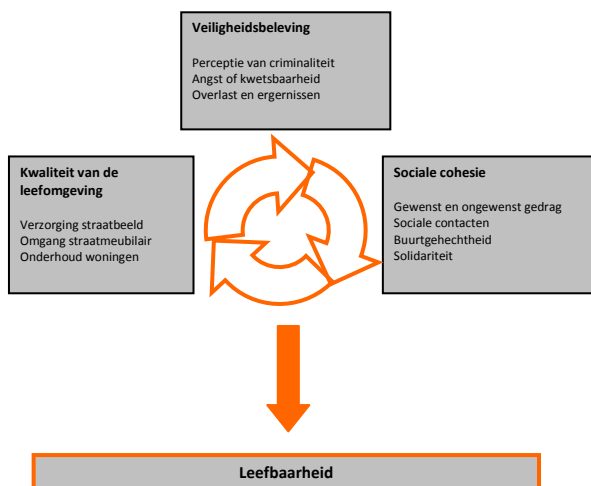 Veiligheidsbeleving
Perceptie van criminaliteit
Angst of kwetsbaarheid
Overlast en ergernissen
Kwaliteit van de
leefomgeving
Verzorging straatbeeld
Omgang straatmeubilair
Onderhoud woningen
Sociale cohesie
Gewenst en ongewenst gedrag
Sociale contacten
Buurtgehechtheid
Solidariteit
Leefbaarheid